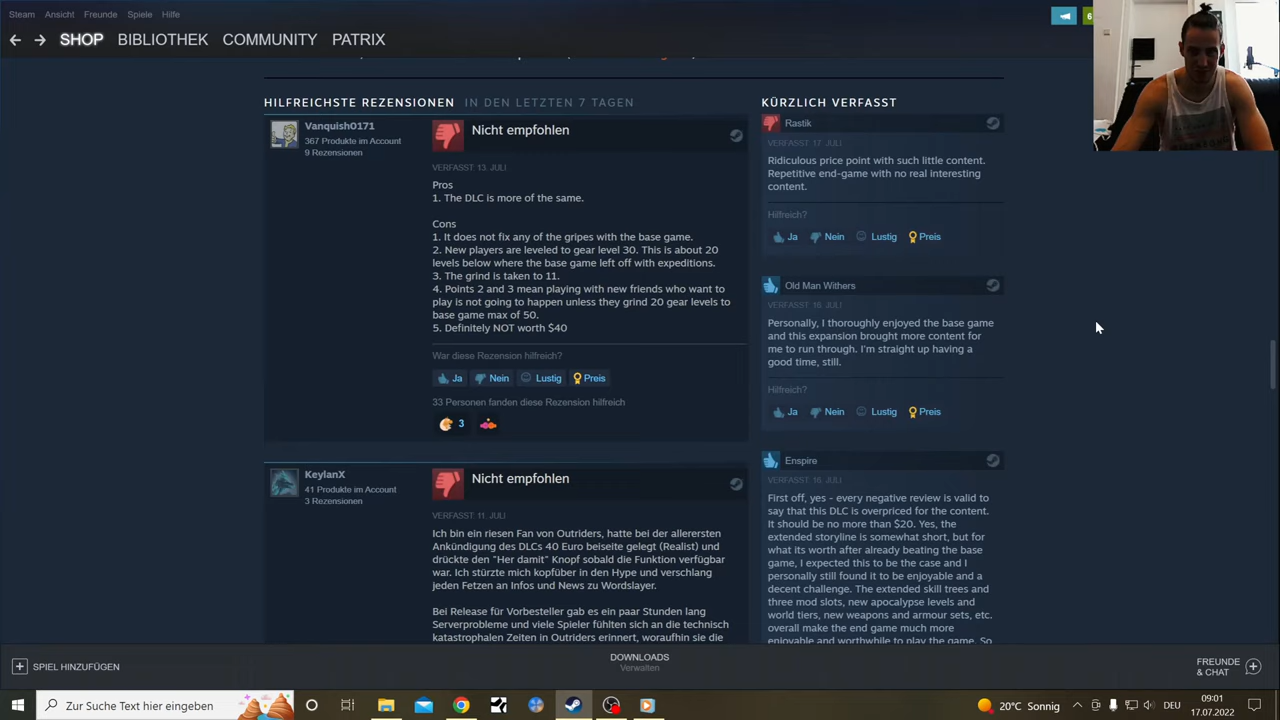 Steam Ansicht Freunde Spiele Hilfe
SHOP BIBLIOTHEK COMMUNITY PATRIX
HILFREICHSTE REZENSIONEN IN DEN LETZTEN 7 TAGEN
Vanquish0171
367 Produkte im Account
9 Rezensionen
Nicht empfohlen
VERFASST: 13. JULI
Pros
1. The DLC is more of the same.
Cons
1. It does not fix any of the gripes with the base game.
2. New players are leveled to gear level 30. This is about 20
levels below where the base game left off with expeditions.
3. The grind is taken to 11.
4. Points 2 and 3 mean playing with new friends who want to
play is not going to happen unless they grind 20 gear levels to
base game max of 50.
5. Definitely NOT worth $40
War diese Rezension hilfreich?
Ja Nein Lustig Preis
33 Personen fanden diese Rezension hilfreich
3
KeylanX
41 Produkte im Account
3 Rezensionen
Nicht empfohlen
VERFASST: 11. JULI
Ich bin ein riesen Fan von Outriders, hatte bei der allerersten
Ankündigung des DLCs 40 Euro beiseite gelegt (Realist) und
drückte den "Her damit" Knopf sobald die Funktion verfügbar
war. Ich stürzte mich kopfüber in den Hype und verschlang
jeden Fetzen an Infos und News zu Wordslayer.
Bei Release für Vorbesteller gab es ein paar Stunden lang
Serverprobleme und viele Spieler fühlten sich an die technisch
katastrophalen Zeiten in Outriders erinnert, woraufhin sie die
KÜRZLICH VERFASST
Rastik
VERFASST: 17. JULI
Ridiculous price point with such little content.
Repetitive end-game with no real interesting
content.
Hilfreich?
Ja Nein Lustig Preis
Old Man Withers
VERFASST: 16. JULI
Personally, I thoroughly enjoyed the base game
and this expansion brought more content for
me to run through. I'm straight up having a
good time, still.
Hilfreich?
Ja Nein Lustig Preis
Enspire
VERFASST: 16. JULI
First off, yes - every negative review is valid to
say that this DLC is overpriced for the content.
It should be no more than $20. Yes, the
extended storyline is somewhat short, but for
what its worth after already beating the base
game, I expected this to be the case and I
personally still found it to be enjoyable and a
decent challenge. The extended skill trees and
three mod slots, new apocalypse levels and
world tiers, new weapons and armour sets, etc.
overall make the end game much more
enjoyable and worthwhile to play the game. So
SPIEL HINZUFÜGEN
DOWNLOADS
Verwalten
FREUNDE
& CHAT
Zur Suche Text hier eingeben
20°C Sonnig
DEU
09:01
17.07.2022